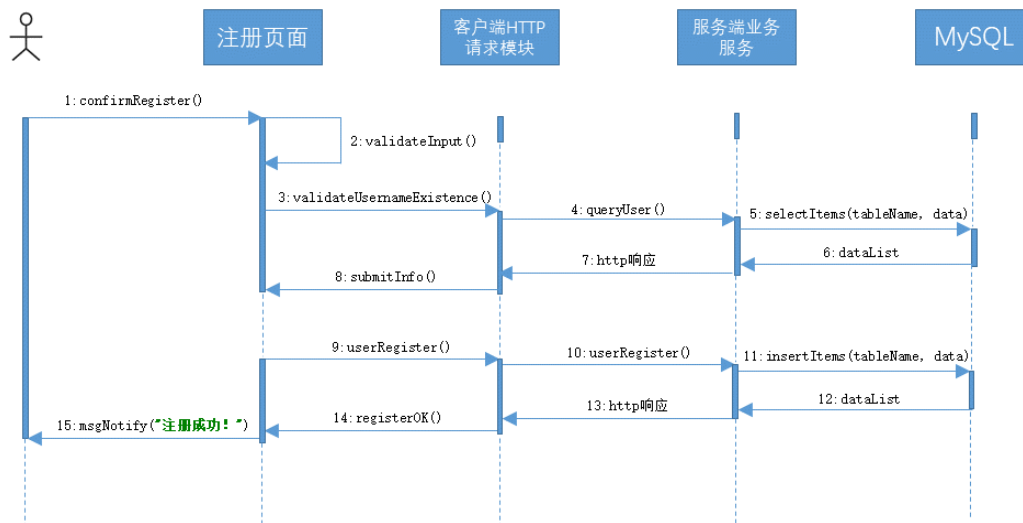 注册页面
客户端HTTP
请求模块
服务端业务
服务
MySQL
1:confirmRegister()
2:validateInput()
3:validateUsernameExistence()
4:queryUser()
5:selectItems(tableName, data)
6:dataList
7:http响应
8:submitInfo()
9:userRegister()
10:userRegister()
11:insertItems(tableName, data)
12:dataList
13:http响应
14:registerOK()
15:msgNotify("注册成功！")